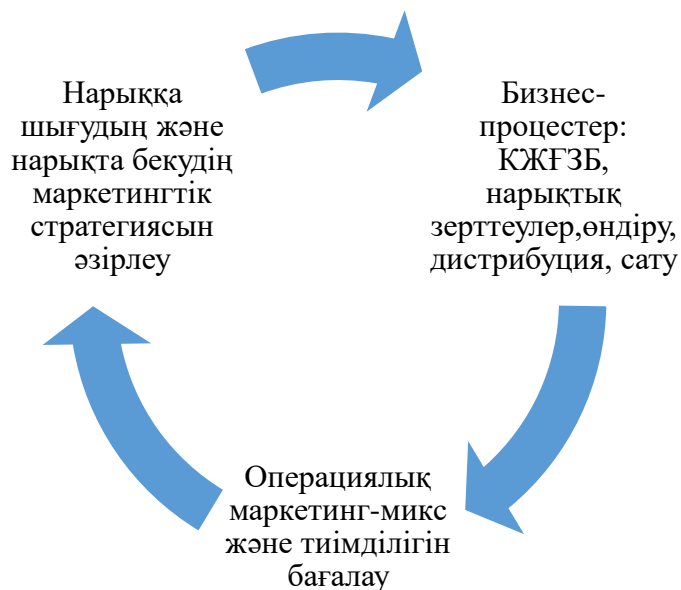 Нарыққа
шығудың және
нарықта бекудің
маркетингтік
стратегиясын
әзірлеу
Бизнес-
процестер:
КЖҒЗБ,
нарықтық
зерттеулер,өндіру,
дистрибуция, сату
Операциялық
маркетинг-микс
және тиімділігін
бағалау